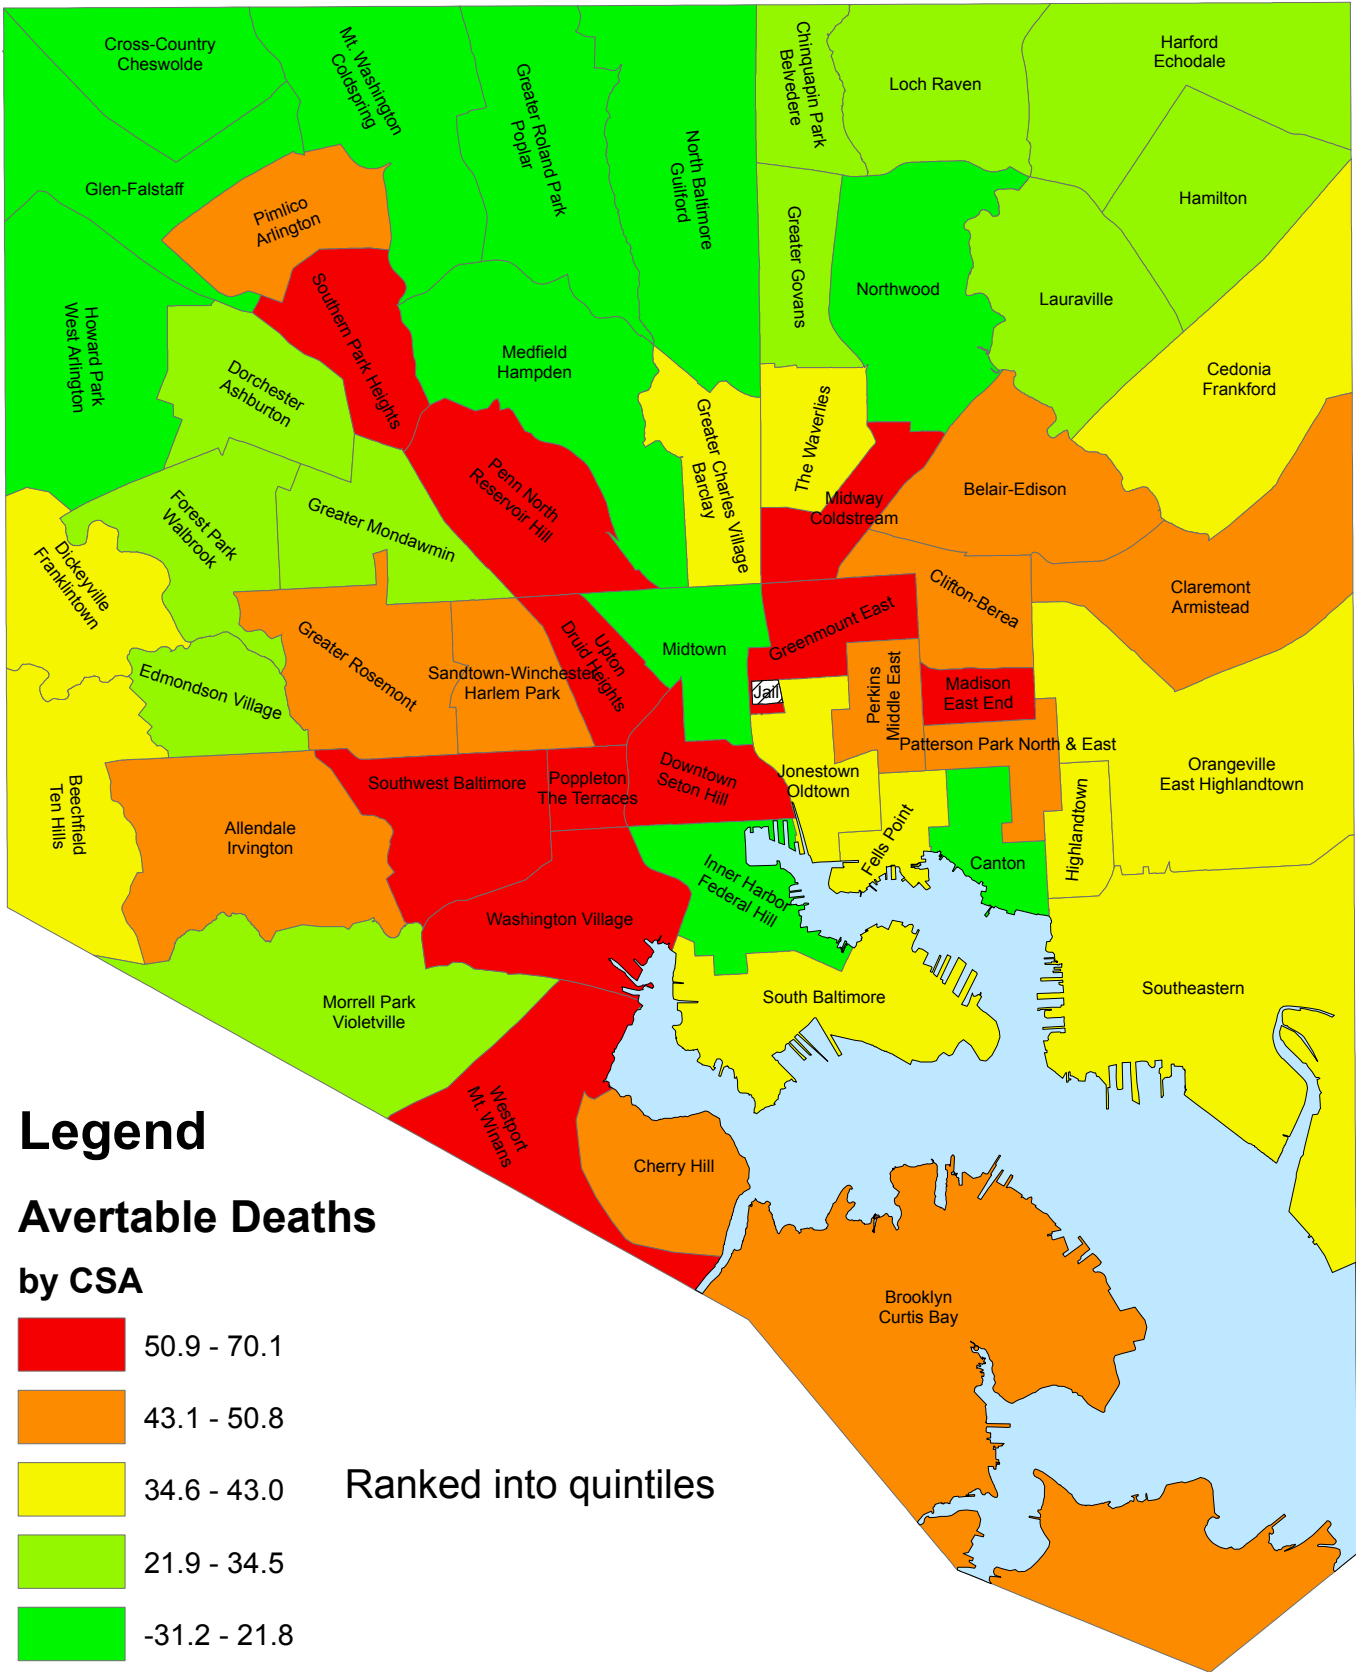 Cross-Country
Cheswolde
Mt. Washington
Coldspring
Greater Roland Park
Poplar
North Baltimore
Guilford
Chinquapin Park
Belvedere
Loch Raven
Harford
Echodale
Glen-Falstaff
Pimlico
Arlington
Hamilton
Greater Govans
Northwood
Lauraville
Howard Park
West Arlington
Southern Park Heights
Medfield
Hampden
Dorchester
Ashburton
Cedonia
Frankford
Greater Charles Village
Barclay
The Waverlies
Penn North
Reservoir Hill
Midway
Coldstream
Belair-Edison
Forest Park
Walbrook
Greater Mondawmin
Dickeyville
Franklintown
Clifton-Berea
Claremont
Armistead
Greater Rosemont
Sandtown-Winchester
Harlem Park
Upton
Druid Heights
Midtown
Greenmount East
Edmondson Village
Jail
Perkins
Middle East
Madison
East End
Patterson Park North & East
Southwest Baltimore
Poppleton
The Terraces
Downtown
Seton Hill
Jonestown
Oldtown
Orangeville
East Highlandtown
Beechfield
Ten Hills
Allendale
Irvington
Fells Point
Highlandtown
Canton
Inner Harbor
Federal Hill
Washington Village
South Baltimore
Southeastern
Morrell Park
Violetville
Westport
Mt. Winans
Cherry Hill
Brooklyn
Curtis Bay
Legend
Avertable Deaths
by CSA
50.9 - 70.1
43.1 - 50.8
34.6 - 43.0
Ranked into quintiles
21.9 - 34.5
-31.2 - 21.8